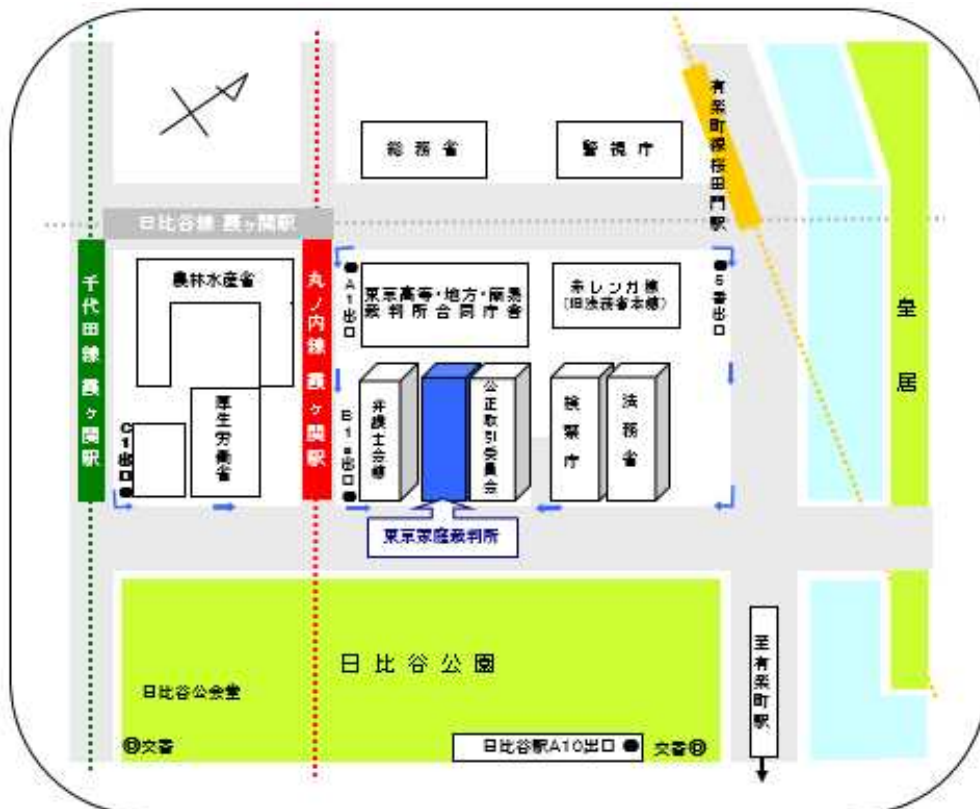 総務省
警視庁
有楽町線桜田門駅
日比谷線 霞ヶ関駅
千代田線 霞ヶ関駅
丸ノ内線 霞ヶ関駅
農林水産省
A1出口
東京高等・地方・簡易
裁判所合同庁舎
赤レンガ棟
(旧法務省本館)
5番出口
皇居
厚生労働省
C1出口
B1a出口
弁護士会館
公正取引委員会
検察庁
法務省
東京家庭裁判所
日比谷公園
日比谷公会堂
至有楽町駅
交番
日比谷駅A10出口
交番